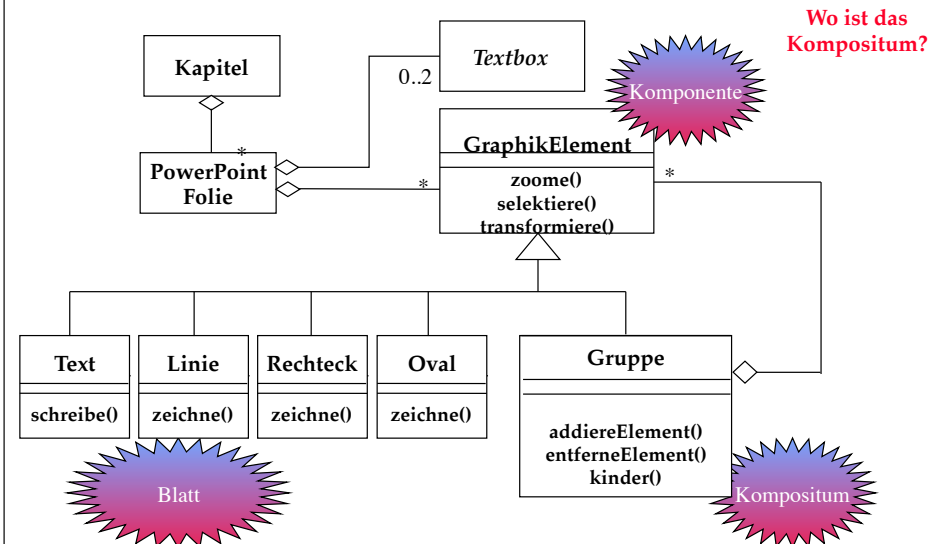 Wo ist das
Kompositum?
Kapitel
Textbox
0..2
Komponente
*
PowerPoint
Folie
*
GraphikElement
zoome()
selektiere()
transformiere()
*
Text
schreibe()
Linie
zeichne()
Rechteck
zeichne()
Oval
zeichne()
Gruppe
addiereElement()
entferneElement()
kinder()
Blatt
Kompositum